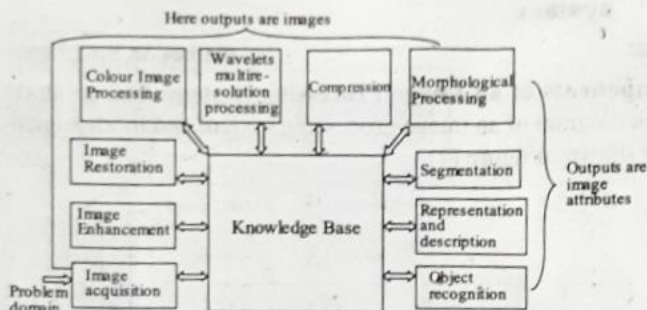 Here outputs are images
Colour Image
Processing
Wavelets
multire-
solution
processing
Compression
Morphological
Processing
Image
Restoration
Image
Enhancement
Image
acquisition
Problem
domain
Knowledge Base
Segmentation
Representation
and
description
Object
recognition
Outputs are
image
attributes